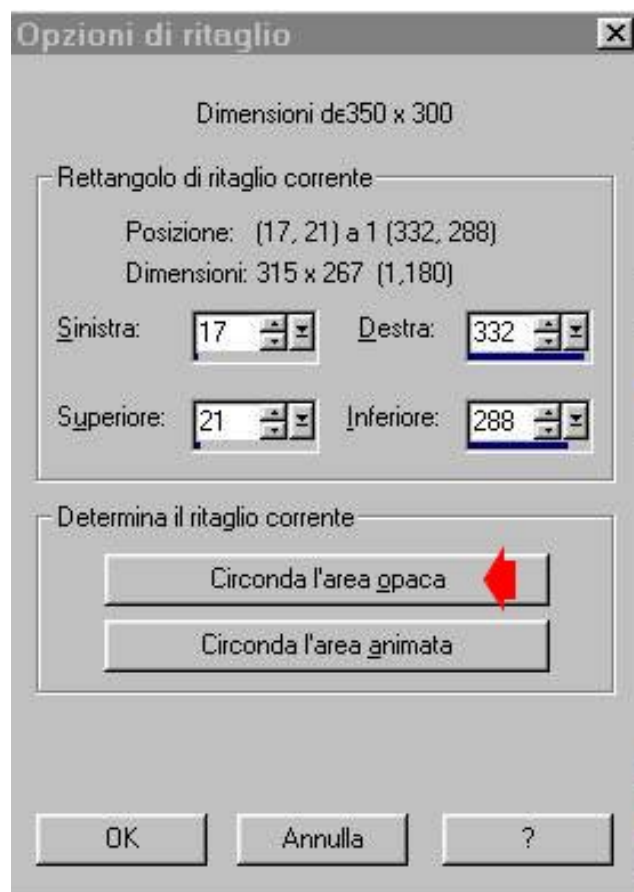 Opzioni di ritaglio
Dimensioni de350 x 300
Rettangolo di ritaglio corrente
Posizione: (17, 21) a 1 (332, 288)
Dimensioni: 315 x 267 (1,180)
Sinistra: 17 Destra: 332
Superiore: 21 Inferiore: 288
Determina il ritaglio corrente
Circonda l'area opaca
Circonda l'area animata
OK Annulla ?